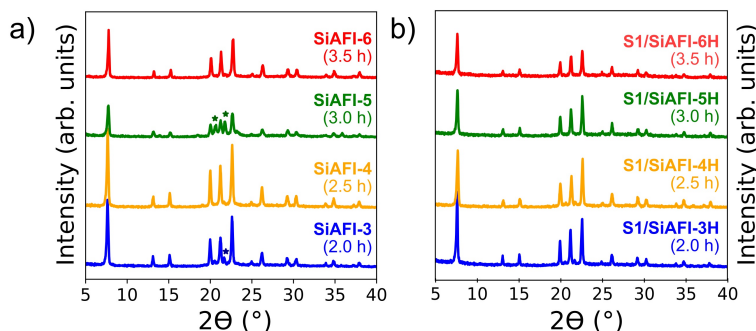 a)
Intensity (arb. units)
SiAFI-6
(3.5 h)
SiAFI-5
(3.0 h)
* *
SiAFI-4
(2.5 h)
SiAFI-3
(2.0 h)
*
5 10 15 20 25 30 35 40
2Θ (°)
b)
Intensity (arb. units)
S1/SiAFI-6H
(3.5 h)
S1/SiAFI-5H
(3.0 h)
S1/SiAFI-4H
(2.5 h)
S1/SiAFI-3H
(2.0 h)
5 10 15 20 25 30 35 40
2Θ (°)